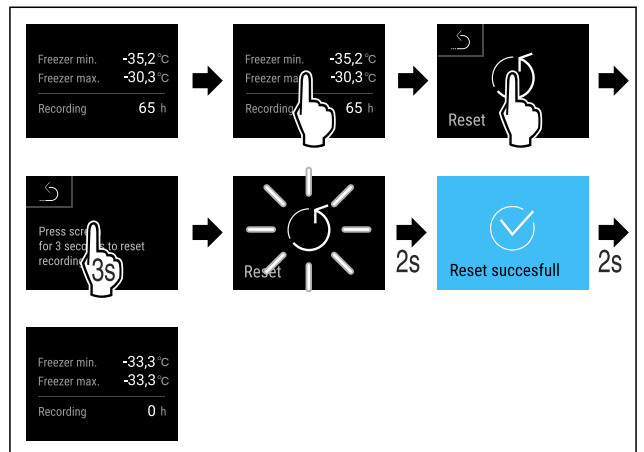 Freezer min. -35,2°C
Freezer max. -30,3°C
Recording 65 h
Freezer min. -35,2°C
Freezer ma -30,3°C
Recording 65 h
Reset
Press scr
for 3 seconds to reset
recording
3s
Reset
2s
Reset succesfull
2s
Freezer min. -33,3°C
Freezer max. -33,3°C
Recording 0 h